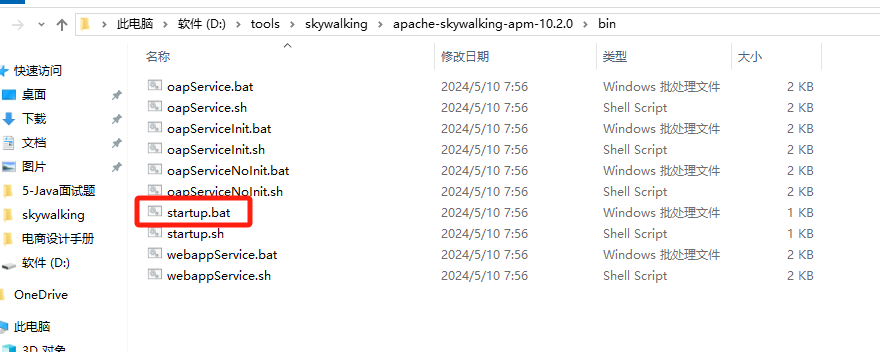 此电脑 > 软件 (D:) > tools > skywalking > apache-skywalking-apm-10.2.0 > bin
名称 修改日期 类型 大小
快速访问
桌面
下载
文档
图片
5-Java面试题
skywalking
电商设计手册
软件 (D:)
OneDrive
此电脑
3D 对象
oapService.bat 2024/5/10 7:56 Windows 批处理文件 2 KB
oapService.sh 2024/5/10 7:56 Shell Script 2 KB
oapServiceInit.bat 2024/5/10 7:56 Windows 批处理文件 2 KB
oapServiceInit.sh 2024/5/10 7:56 Shell Script 2 KB
oapServiceNoInit.bat 2024/5/10 7:56 Windows 批处理文件 2 KB
oapServiceNoInit.sh 2024/5/10 7:56 Shell Script 2 KB
startup.bat 2024/5/10 7:56 Windows 批处理文件 1 KB
startup.sh 2024/5/10 7:56 Shell Script 1 KB
webappService.bat 2024/5/10 7:56 Windows 批处理文件 2 KB
webappService.sh 2024/5/10 7:56 Shell Script 2 KB